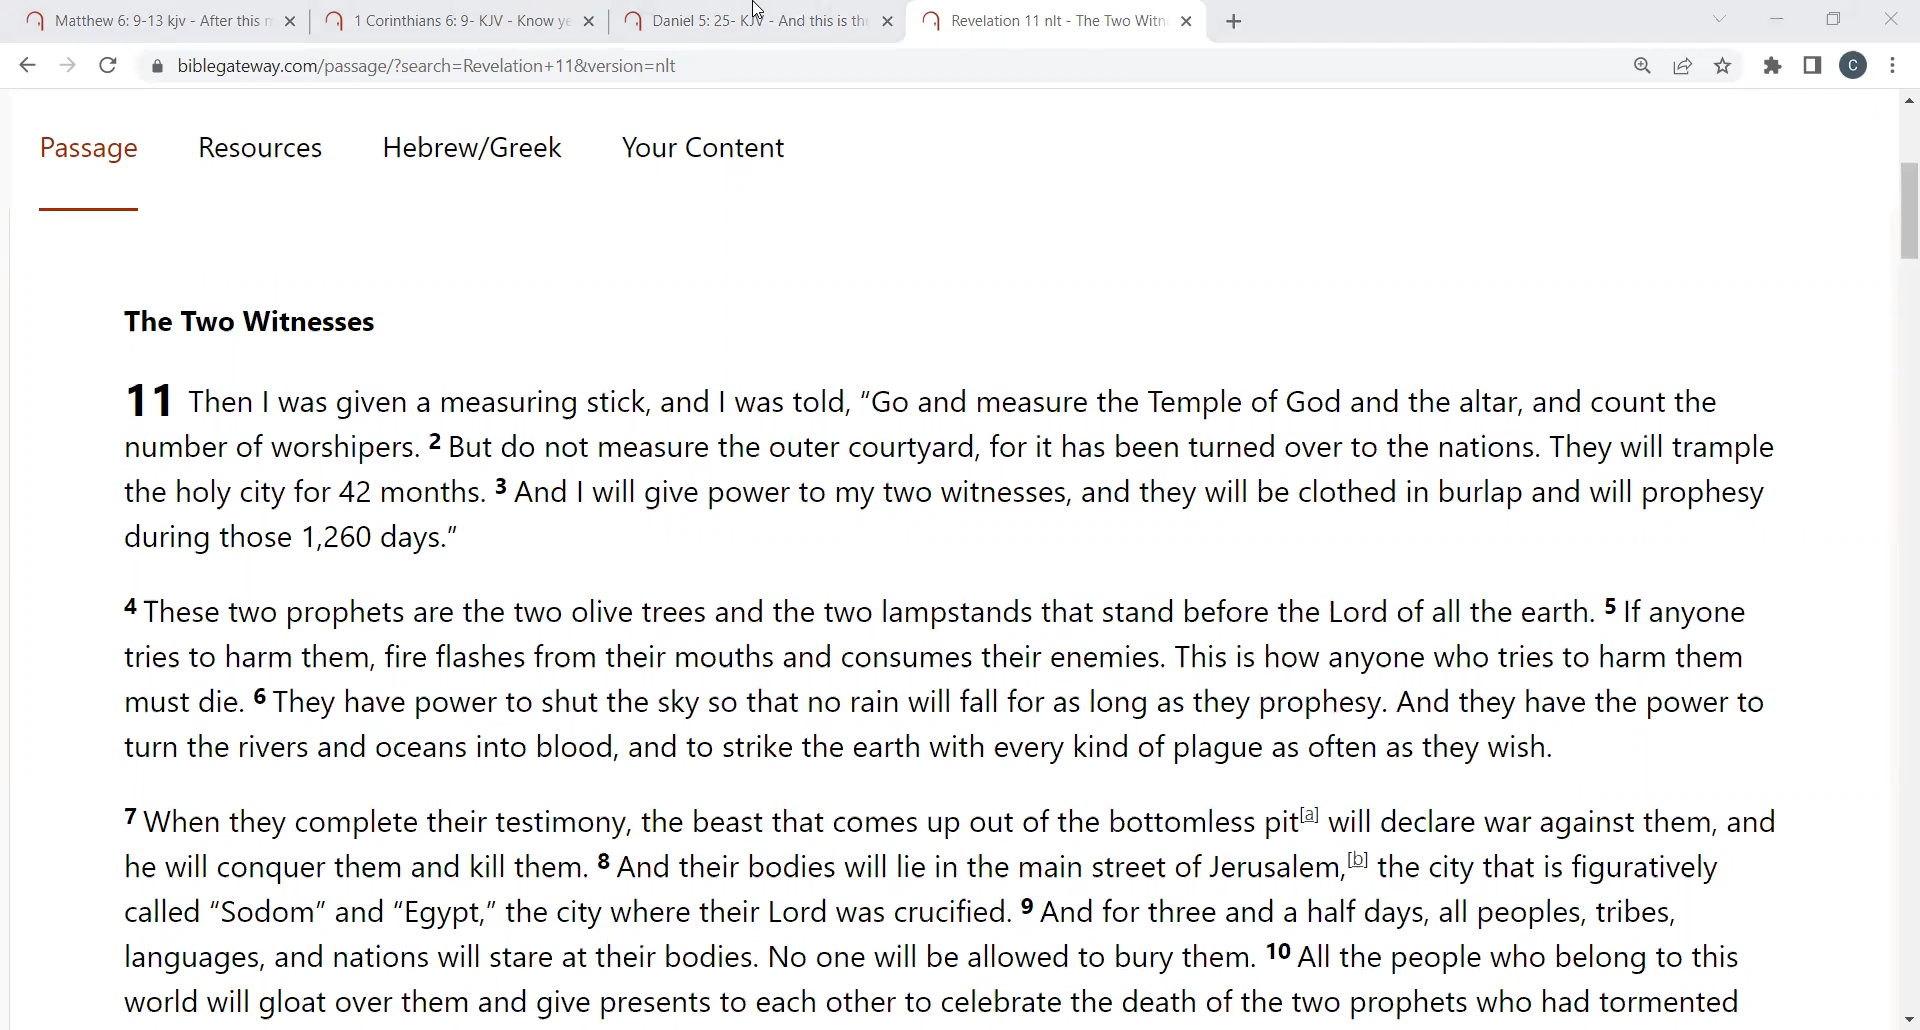 Matthew 6: 9-13 kjv - After this
1 Corinthians 6: 9- KJV - Know ye
Daniel 5: 25- KJV - And this is th
Revelation 11 nlt - The Two Witn
biblegateway.com/passage/?search=Revelation+11&version=nlt
C
Passage Resources Hebrew/Greek Your Content
The Two Witnesses
11 Then I was given a measuring stick, and I was told, “Go and measure the Temple of God and the altar, and count the
number of worshipers. 2 But do not measure the outer courtyard, for it has been turned over to the nations. They will trample
the holy city for 42 months. 3 And I will give power to my two witnesses, and they will be clothed in burlap and will prophesy
during those 1,260 days.”
4 These two prophets are the two olive trees and the two lampstands that stand before the Lord of all the earth. 5 If anyone
tries to harm them, fire flashes from their mouths and consumes their enemies. This is how anyone who tries to harm them
must die. 6 They have power to shut the sky so that no rain will fall for as long as they prophesy. And they have the power to
turn the rivers and oceans into blood, and to strike the earth with every kind of plague as often as they wish.
7 When they complete their testimony, the beast that comes up out of the bottomless pit[a] will declare war against them, and
he will conquer them and kill them. 8 And their bodies will lie in the main street of Jerusalem,[b] the city that is figuratively
called “Sodom” and “Egypt,” the city where their Lord was crucified. 9 And for three and a half days, all peoples, tribes,
languages, and nations will stare at their bodies. No one will be allowed to bury them. 10 All the people who belong to this
world will gloat over them and give presents to each other to celebrate the death of the two prophets who had tormented